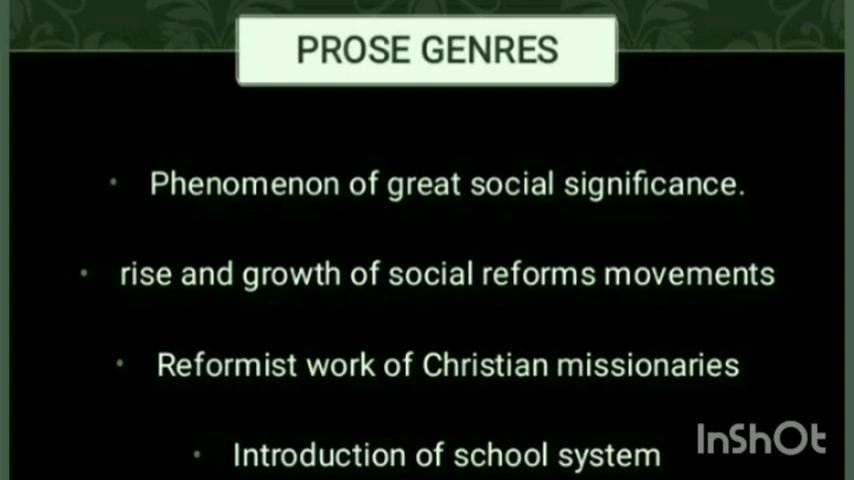 PROSE GENRES
• Phenomenon of great social significance.
• rise and growth of social reforms movements
• Reformist work of Christian missionaries
• Introduction of school system
InShOt